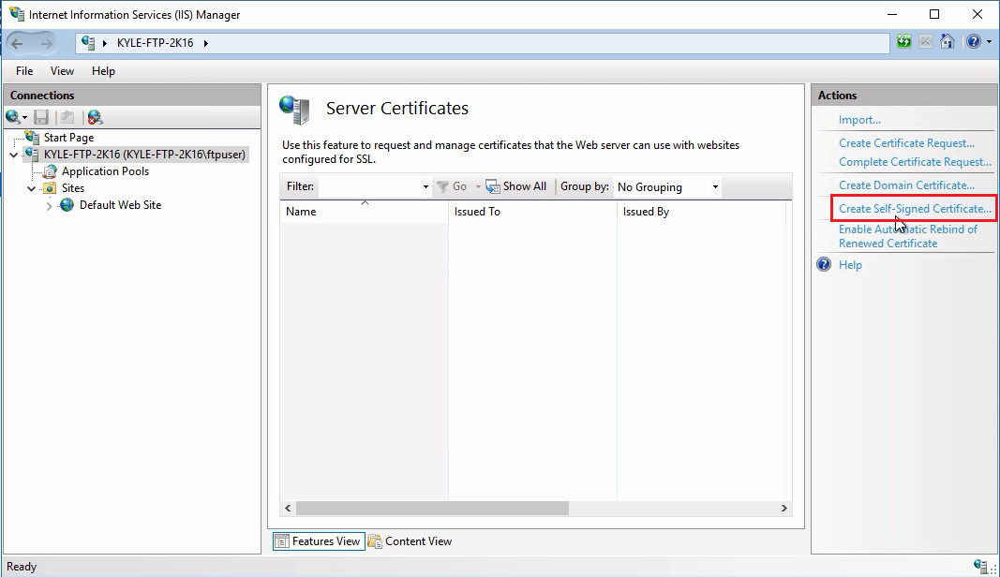 Internet Information Services (IIS) Manager
KYLE-FTP-2K16
File View Help
Connections
Start Page
KYLE-FTP-2K16 (KYLE-FTP-2K16\ftpuser)
Application Pools
Sites
Default Web Site
Server Certificates
Use this feature to request and manage certificates that the Web server can use with websites
configured for SSL.
Filter: Go Show All Group by: No Grouping
Name Issued To Issued By
Features View Content View
Actions
Import...
Create Certificate Request...
Complete Certificate Request...
Create Domain Certificate...
Create Self-Signed Certificate...
Enable Automatic Rebind of
Renewed Certificate
Help
Ready